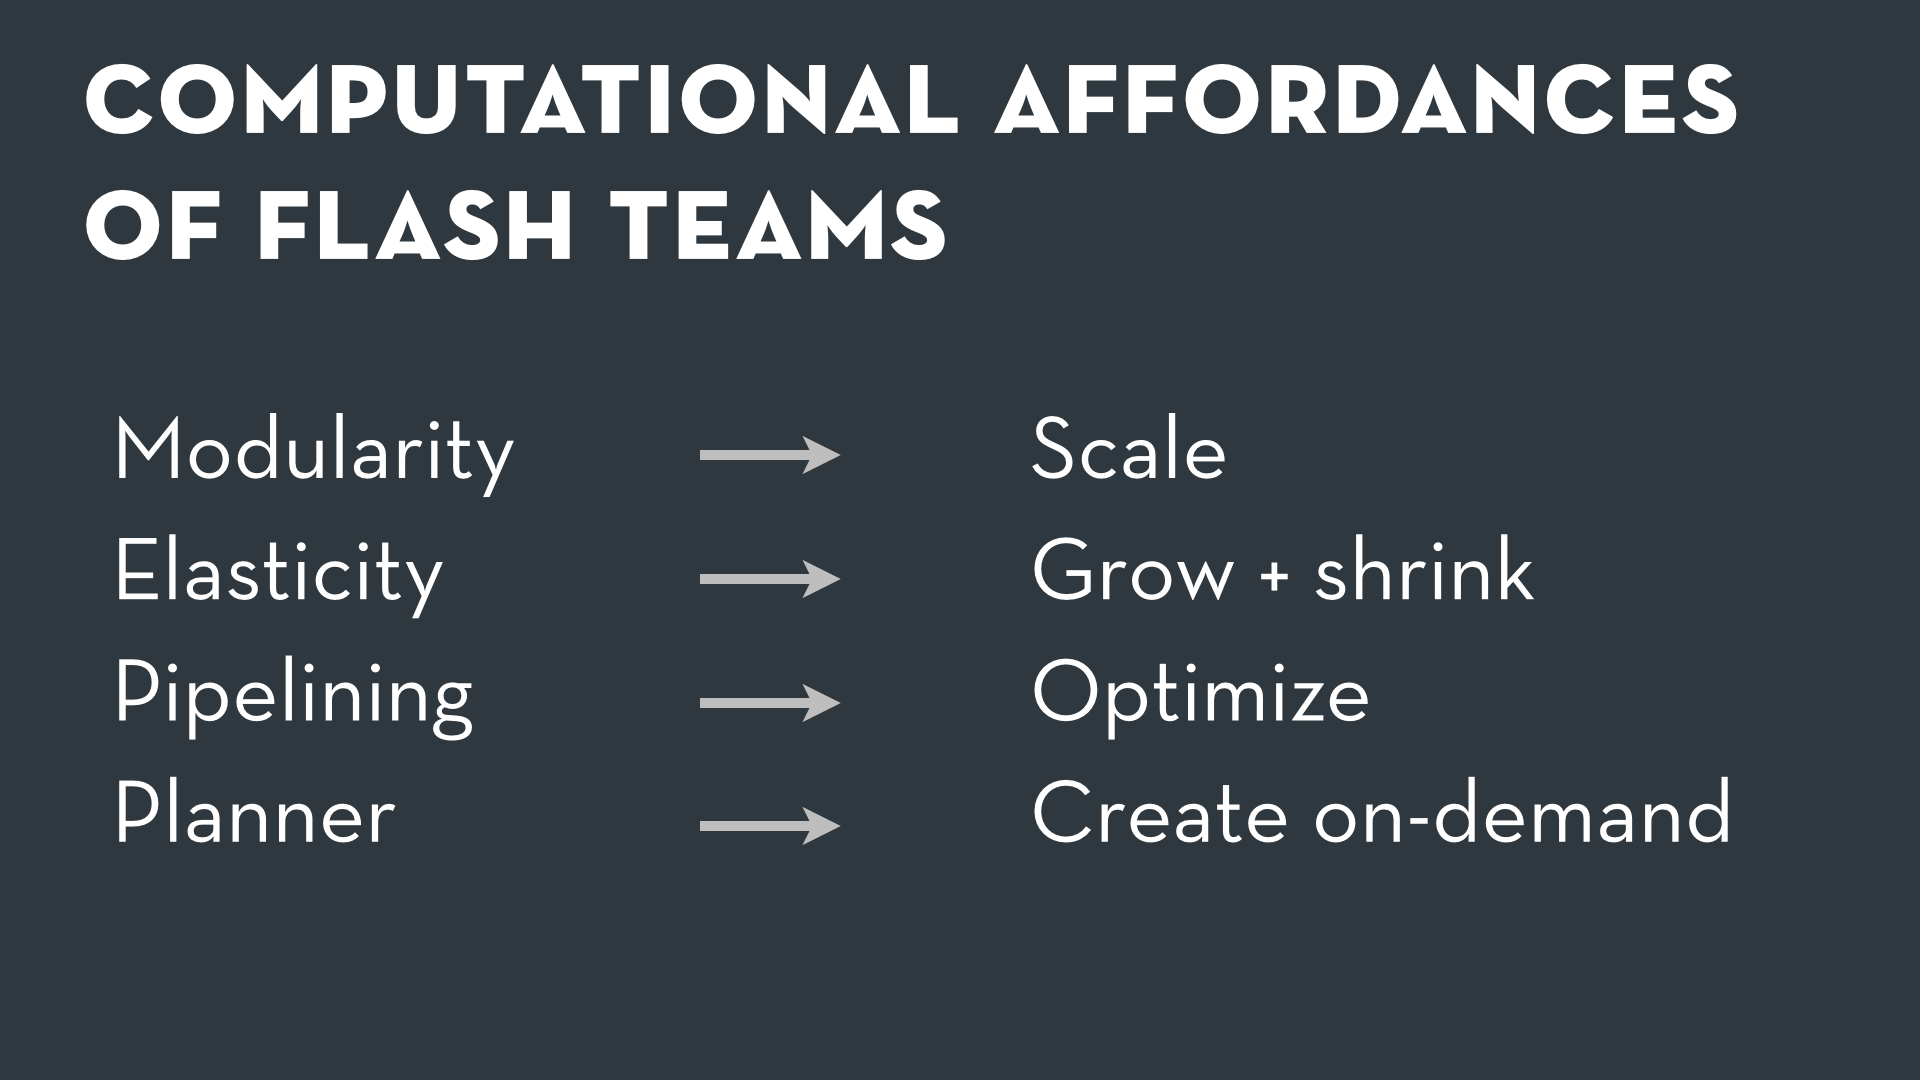 COMPUTATIONAL AFFORDANCES
OF FLASH TEAMS
Modularity → Scale
Elasticity → Grow + shrink
Pipelining → Optimize
Planner → Create on-demand